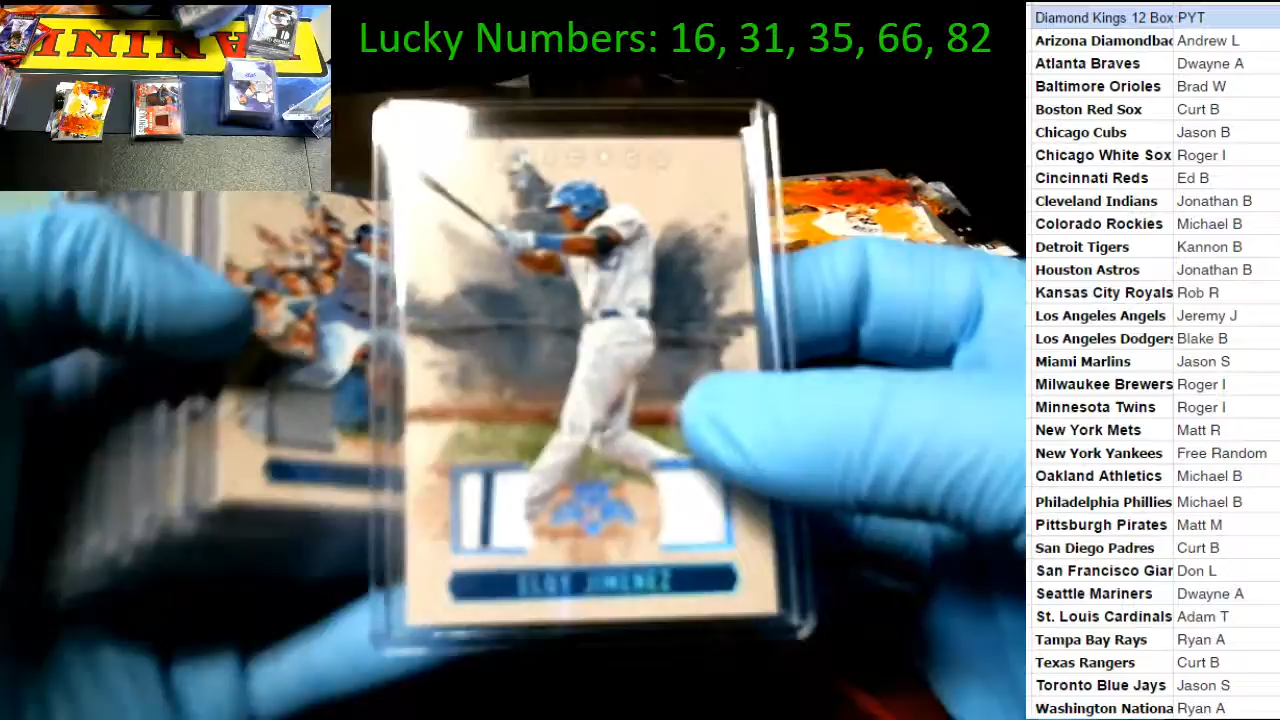 Lucky Numbers: 16, 31, 35, 66, 82
ELOY JIMENEZ
Diamond Kings 12 Box PYT
Arizona Diamondbac Andrew L
Atlanta Braves Dwayne A
Baltimore Orioles Brad W
Boston Red Sox Curt B
Chicago Cubs Jason B
Chicago White Sox Roger I
Cincinnati Reds Ed B
Cleveland Indians Jonathan B
Colorado Rockies Michael B
Detroit Tigers Kannon B
Houston Astros Jonathan B
Kansas City Royals Rob R
Los Angeles Angels Jeremy J
Los Angeles Dodgers Blake B
Miami Marlins Jason S
Milwaukee Brewers Roger I
Minnesota Twins Roger I
New York Mets Matt R
New York Yankees Free Random
Oakland Athletics Michael B
Philadelphia Phillies Michael B
Pittsburgh Pirates Matt M
San Diego Padres Curt B
San Francisco Gian Don L
Seattle Mariners Dwayne A
St. Louis Cardinals Adam T
Tampa Bay Rays Ryan A
Texas Rangers Curt B
Toronto Blue Jays Jason S
Washington Nationa Ryan A